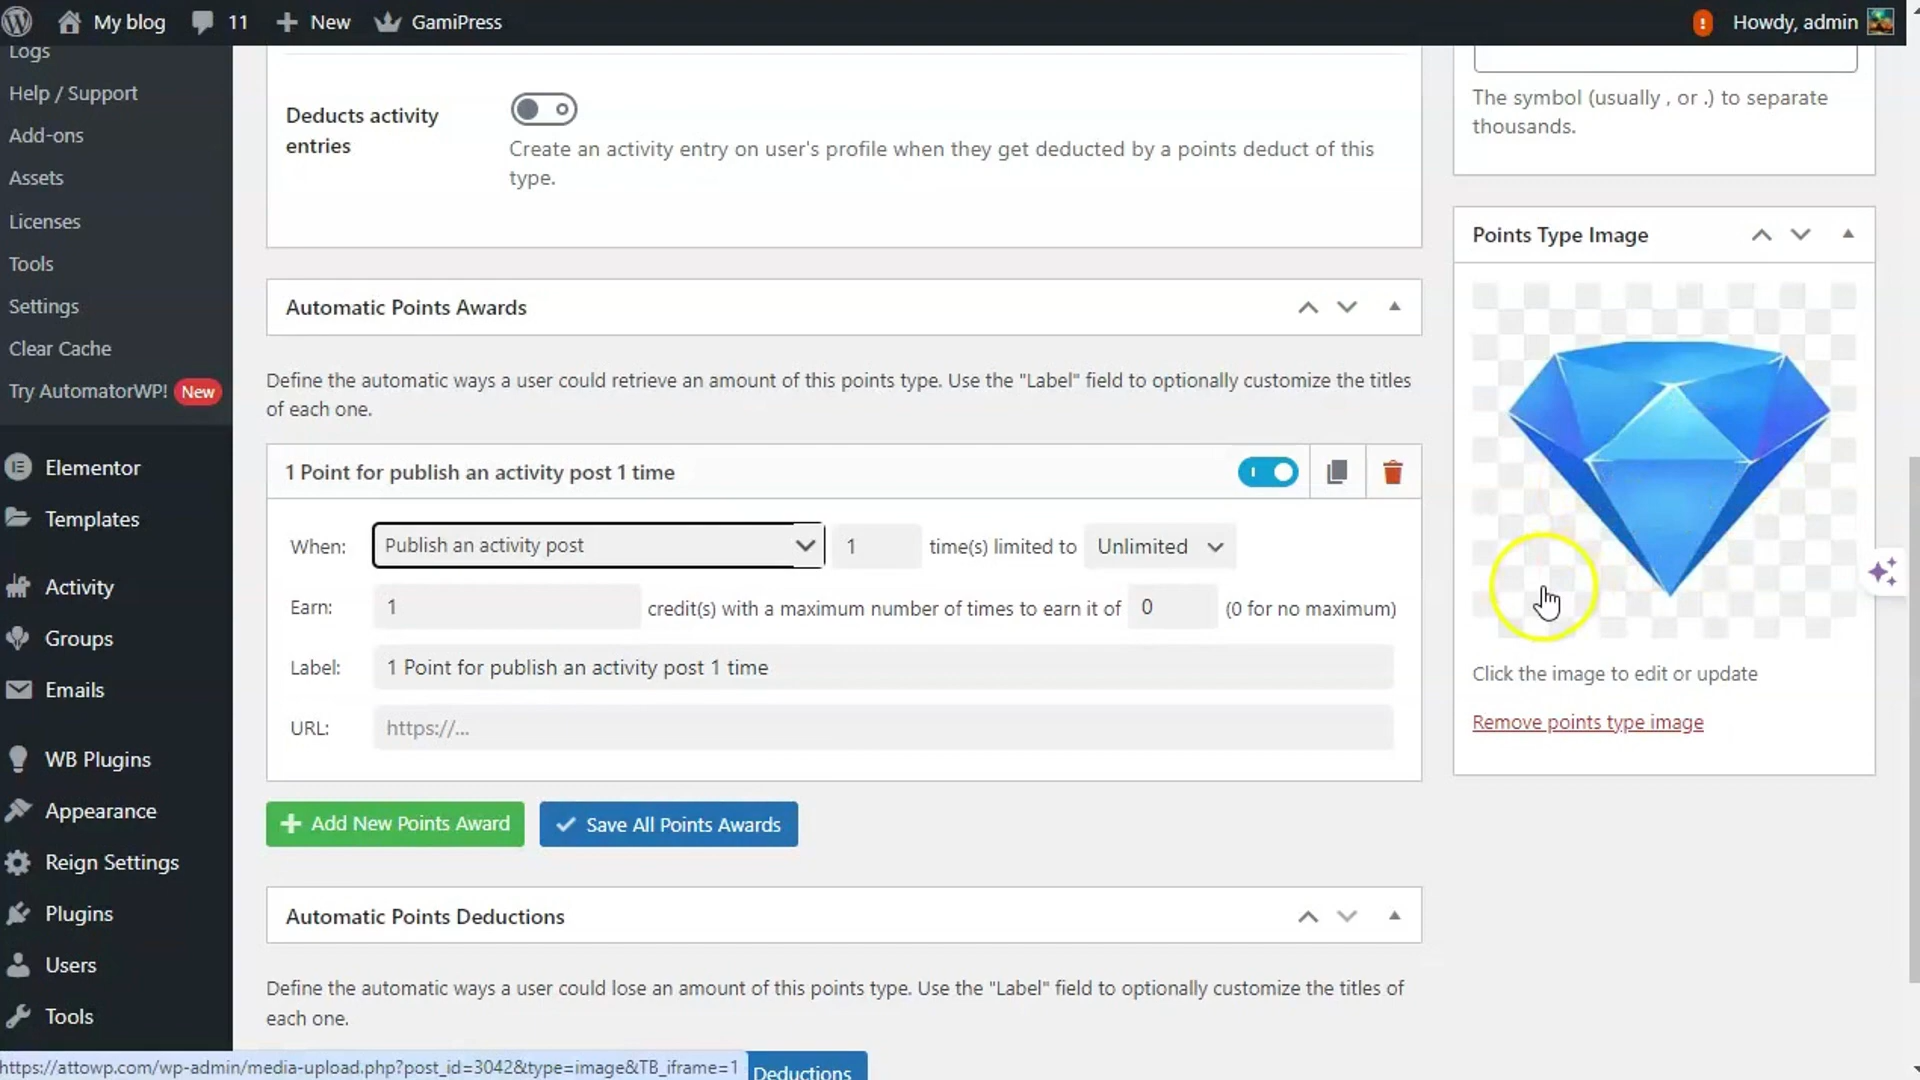 My blog 11 New GamiPress Howdy, admin
Logs
Help / Support
Add-ons
Assets
Licenses
Tools
Settings
Clear Cache
Try AutomatorWP! New
Elementor
Templates
Activity
Groups
Emails
WB Plugins
Appearance
Reign Settings
Plugins
Users
Tools
Deducts activity
entries
Create an activity entry on user's profile when they get deducted by a points deduct of this
type.
Automatic Points Awards
Define the automatic ways a user could retrieve an amount of this points type. Use the "Label" field to optionally customize the titles
of each one.
1 Point for publish an activity post 1 time
When: Publish an activity post 1 time(s) limited to Unlimited
Earn: 1 credit(s) with a maximum number of times to earn it of 0 (0 for no maximum)
Label: 1 Point for publish an activity post 1 time
URL: https://...
Add New Points Award Save All Points Awards
Automatic Points Deductions
Define the automatic ways a user could lose an amount of this points type. Use the "Label" field to optionally customize the titles of
each one.
Deductions
The symbol (usually , or .) to separate
thousands.
Points Type Image
Click the image to edit or update
Remove points type image
https://attowp.com/wp-admin/media-upload.php?post_id=3042&type=image&TB_iframe=1